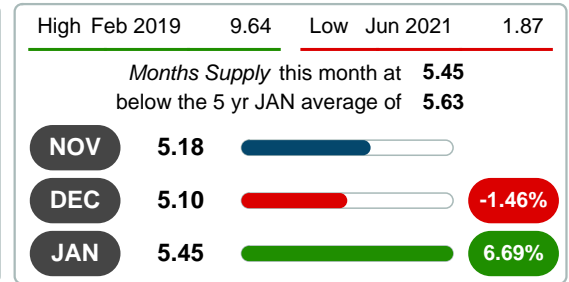 High Feb 2019 9.64 Low Jun 2021 1.87
Months Supply this month at 5.45
below the 5 yr JAN average of 5.63
NOV 5.18
DEC 5.10 -1.46%
JAN 5.45 6.69%